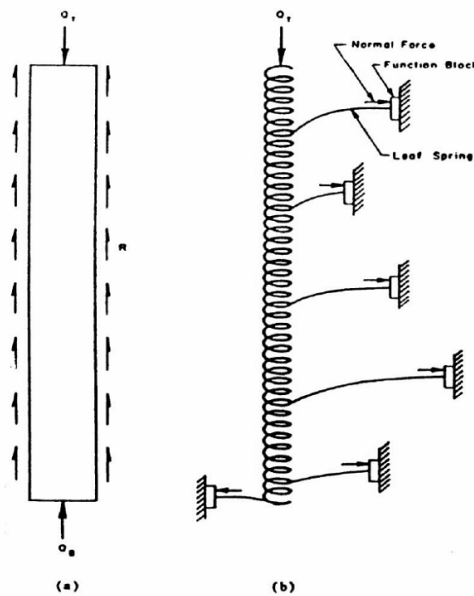 Q_T
Q_T
Normal Force
Function Block
Leaf Spring
R
Q_B
(a)
(b)